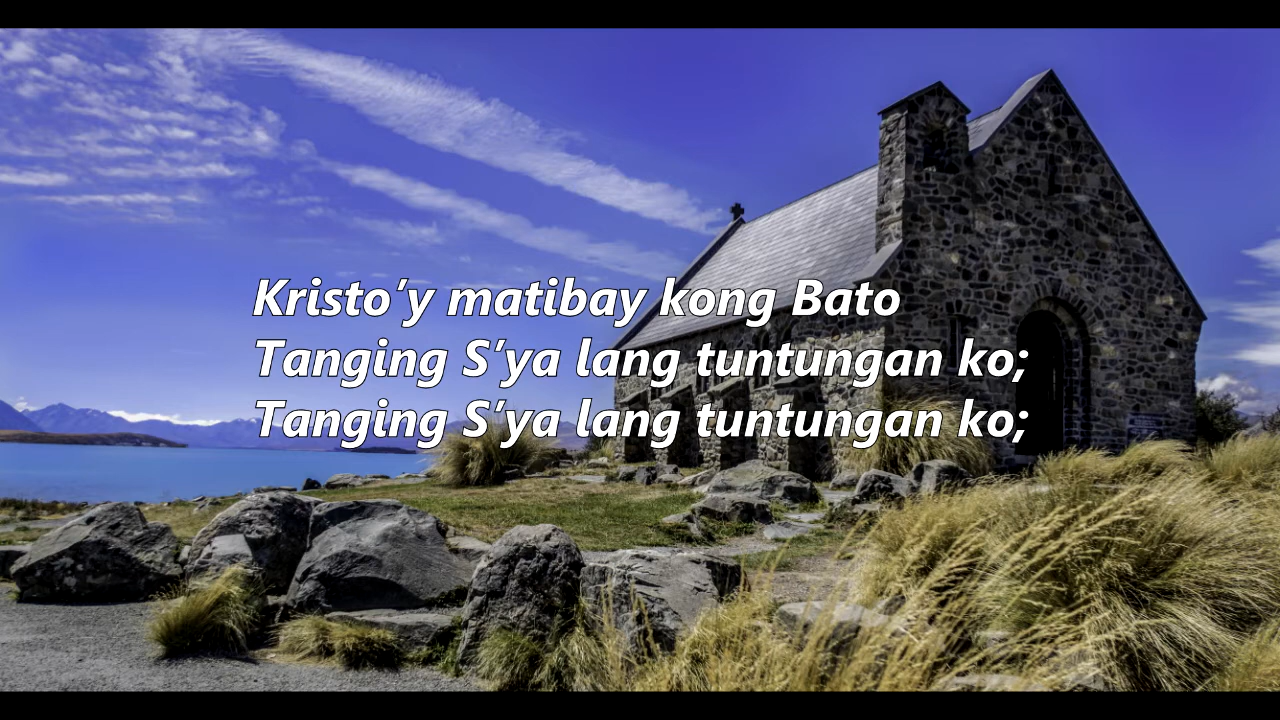 Kristo'y matibay kong Bato
Tanging S'ya lang tuntungan ko;
Tanging S'ya lang tuntungan ko;